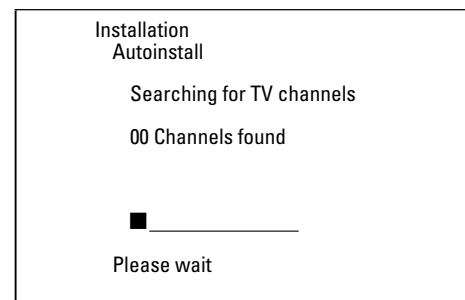 Installation
Autoinstall
Searching for TV channels
00 Channels found
Please wait